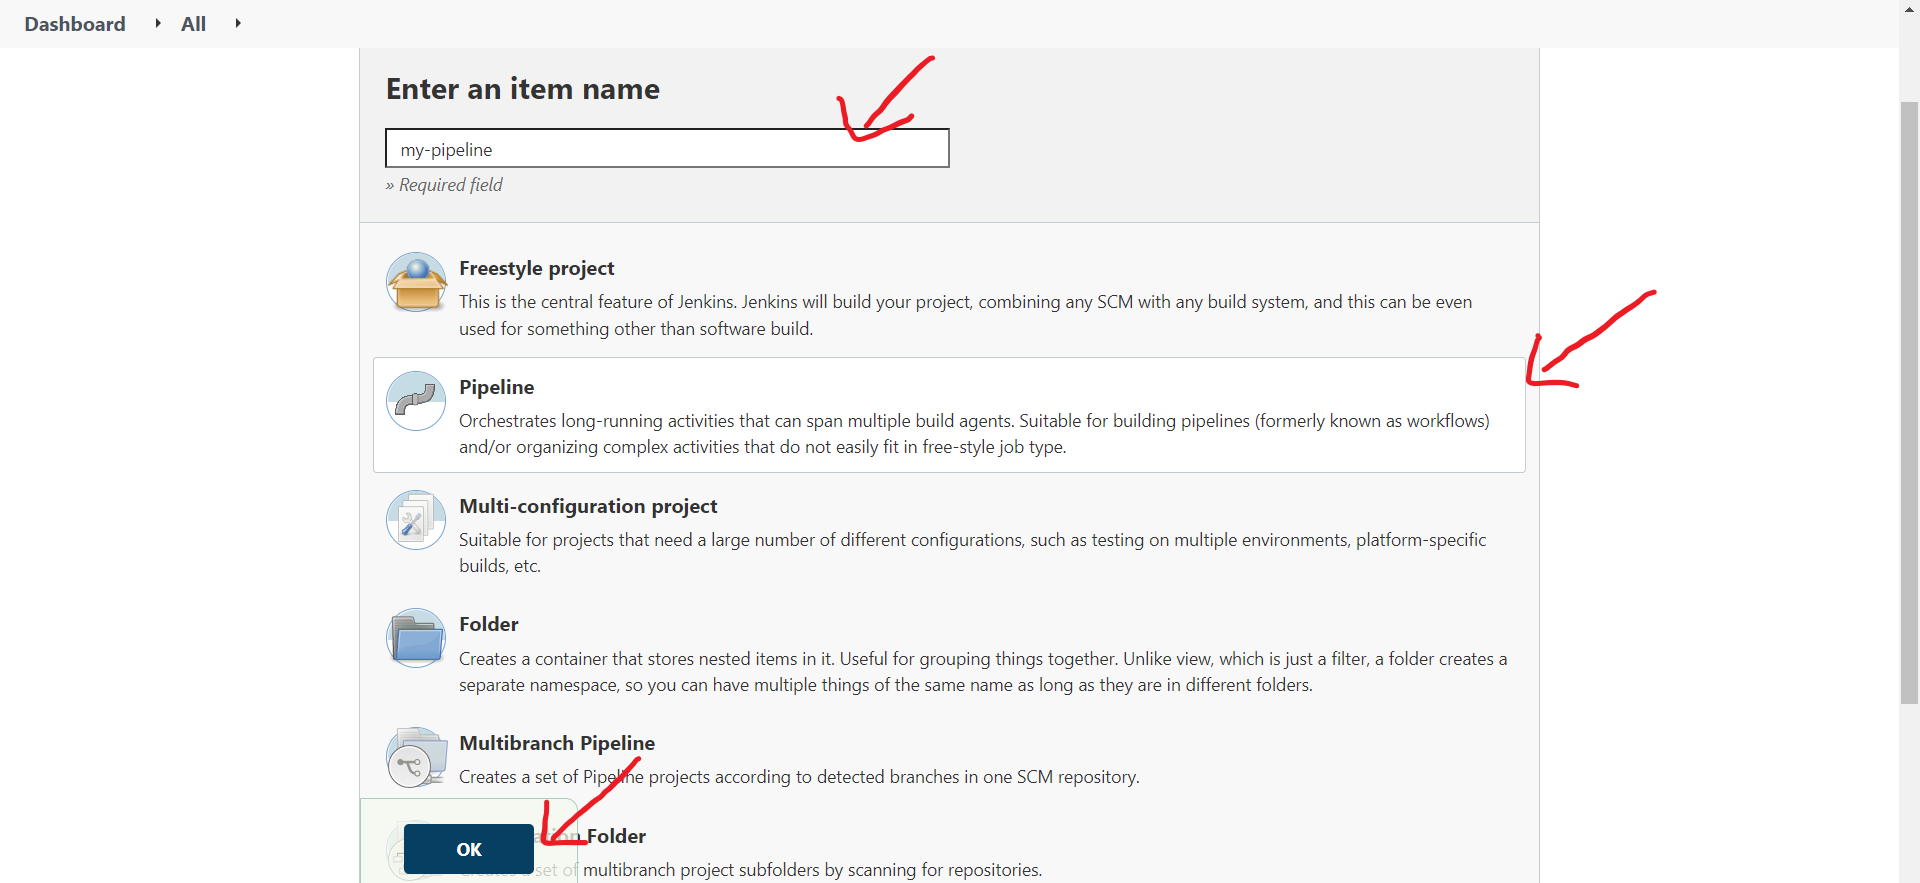 Dashboard All
Enter an item name
my-pipeline
» Required field
Freestyle project
This is the central feature of Jenkins. Jenkins will build your project, combining any SCM with any build system, and this can be even
used for something other than software build.
Pipeline
Orchestrates long-running activities that can span multiple build agents. Suitable for building pipelines (formerly known as workflows)
and/or organizing complex activities that do not easily fit in free-style job type.
Multi-configuration project
Suitable for projects that need a large number of different configurations, such as testing on multiple environments, platform-specific
builds, etc.
Folder
Creates a container that stores nested items in it. Useful for grouping things together. Unlike view, which is just a filter, a folder creates a
separate namespace, so you can have multiple things of the same name as long as they are in different folders.
Multibranch Pipeline
Creates a set of Pipeline projects according to detected branches in one SCM repository.
Folder
OK
Creates a set of multibranch project subfolders by scanning for repositories.